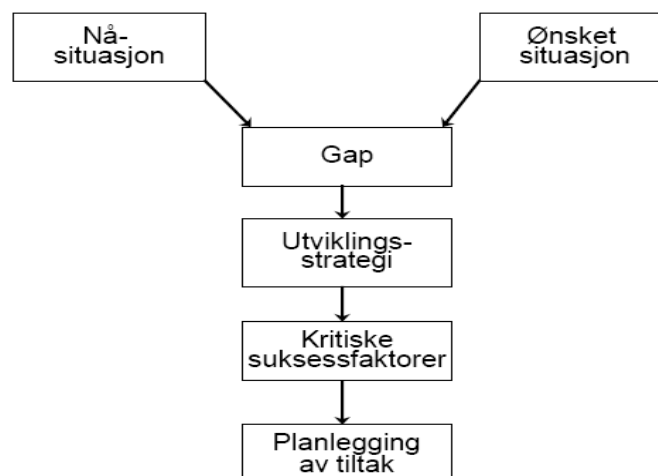 Nå-
situasjon
Ønsket
situasjon
Gap
Utviklings-
strategi
Kritiske
suksessfaktorer
Planlegging
av tiltak